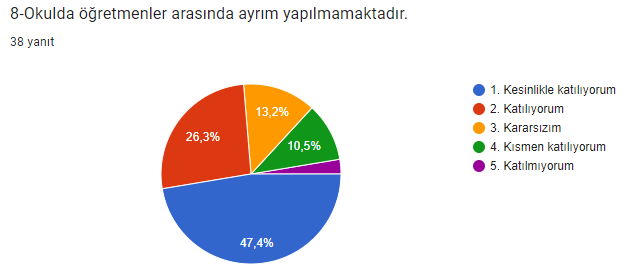 8-Okulda öğretmenler arasında ayrım yapılmamaktadır.
38 yanıt
13,2%
26,3%
10,5%
47,4%
1. Kesinlikle katılıyorum
2. Katılıyorum
3. Kararsızım
4. Kısmen katılıyorum
5. Katılmıyorum